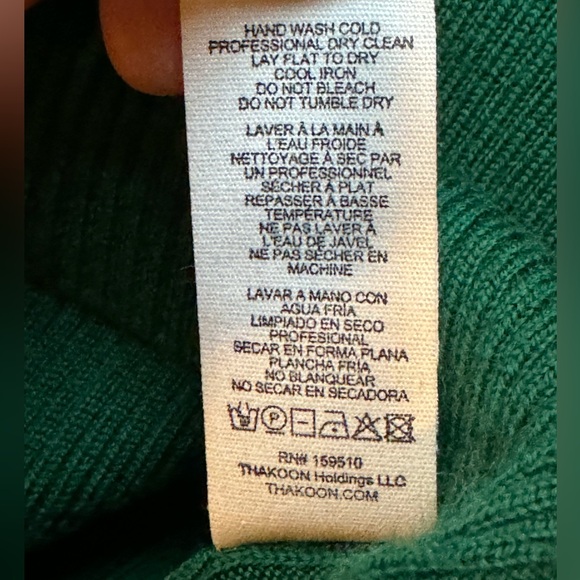 HAND WASH COLD
PROFESSIONAL DRY CLEAN
LAY FLAT TO DRY
COOL IRON
DO NOT BLEACH
DO NOT TUMBLE DRY
LAVER À LA MAIN À
L'EAU FROIDE
NETTOYAGE À SEC PAR
UN PROFESSIONNEL
SÉCHER À PLAT
REPASSER À BASSE
TEMPÉRATURE
NE PAS LAVER À
L'EAU DE JAVEL
NE PAS SÉCHER EN
MACHINE
LAVAR A MANO CON
AGUA FRÍA
LIMPIADO EN SECO
PROFESIONAL
SECAR EN FORMA PLANA
PLANCHA FRÍA
NO BLANQUEAR
NO SECAR EN SECADORA
P
RN# 159510
THAKOON Holdings LLC
THAKOON.COM